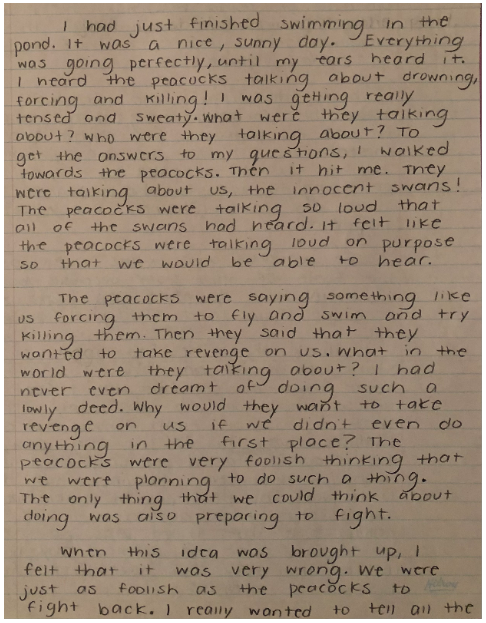 I had just finished swimming in the
pond. It was a nice, sunny day. Everything
was going perfectly, until my ears heard it.
I heard the peacocks talking about drowning,
forcing and killing! I was getting really
tensed and sweaty. What were they talking
about? Who were they talking about? To
get the answers to my questions, I walked
towards the peacocks. Then it hit me. They
were talking about us, the innocent swans!
The peacocks were talking so loud that
all of the swans had heard. It felt like
the peacocks were talking loud on purpose
so that we would be able to hear.
The peacocks were saying something like
us forcing them to fly and swim and try
killing them. Then they said that they
wanted to take revenge on us. What in the
world were they talking about? I had
never even dreamt of doing such a
lowly deed. Why would they want to take
revenge on us if we didn't even do
anything in the first place? The
peacocks were very foolish thinking that
we were planning to do such a thing.
The only thing that we could think about
doing was also preparing to fight.
When this idea was brought up, I
felt that it was very wrong. We were
just as foolish as the peacocks to
fight back. I really wanted to tell all the